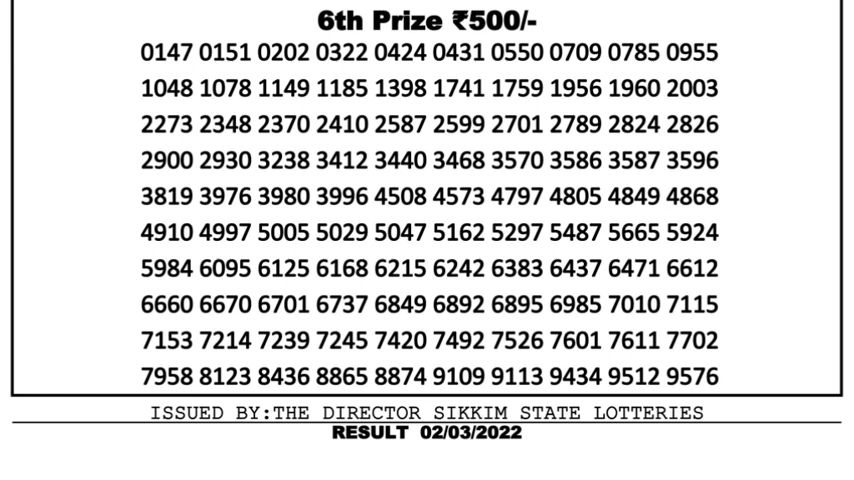 6th Prize ₹500/-
0147 0151 0202 0322 0424 0431 0550 0709 0785 0955
1048 1078 1149 1185 1398 1741 1759 1956 1960 2003
2273 2348 2370 2410 2587 2599 2701 2789 2824 2826
2900 2930 3238 3412 3440 3468 3570 3586 3587 3596
3819 3976 3980 3996 4508 4573 4797 4805 4849 4868
4910 4997 5005 5029 5047 5162 5297 5487 5665 5924
5984 6095 6125 6168 6215 6242 6383 6437 6471 6612
6660 6670 6701 6737 6849 6892 6895 6985 7010 7115
7153 7214 7239 7245 7420 7492 7526 7601 7611 7702
7958 8123 8436 8865 8874 9109 9113 9434 9512 9576
ISSUED BY:THE DIRECTOR SIKKIM STATE LOTTERIES
RESULT 02/03/2022